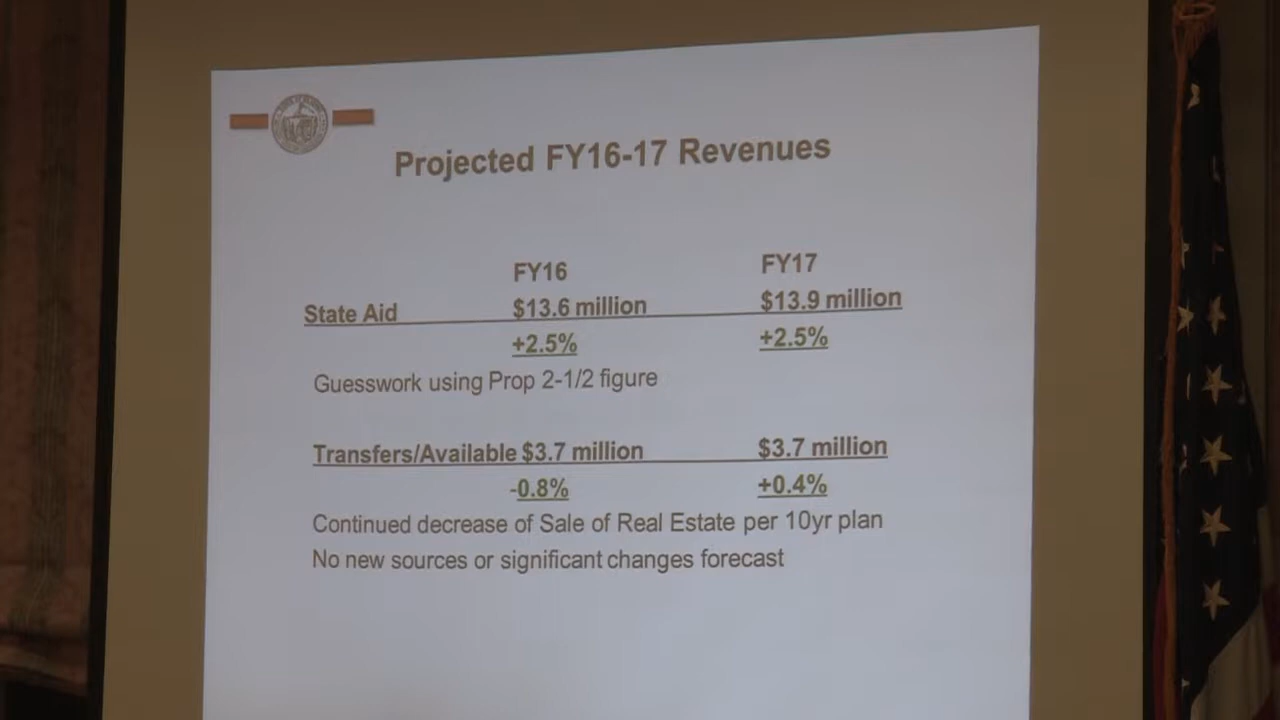 Projected FY16-17 Revenues
FY16 FY17
State Aid $13.6 million $13.9 million
+2.5% +2.5%
Guesswork using Prop 2-1/2 figure
Transfers/Available $3.7 million $3.7 million
-0.8% +0.4%
Continued decrease of Sale of Real Estate per 10yr plan
No new sources or significant changes forecast